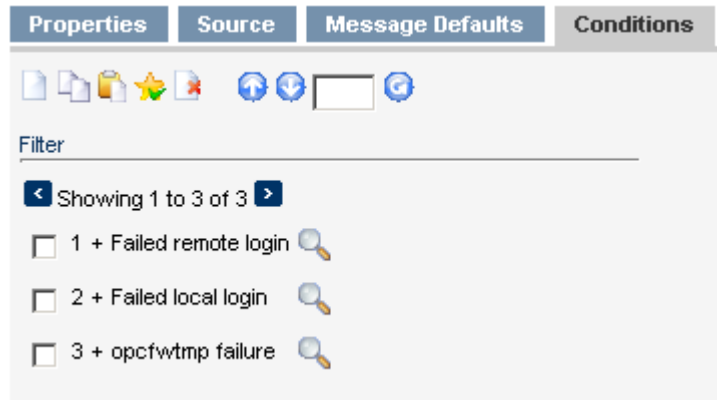 Properties Source Message Defaults Conditions
Filter
Showing 1 to 3 of 3
1 + Failed remote login
2 + Failed local login
3 + opcfwtmp failure